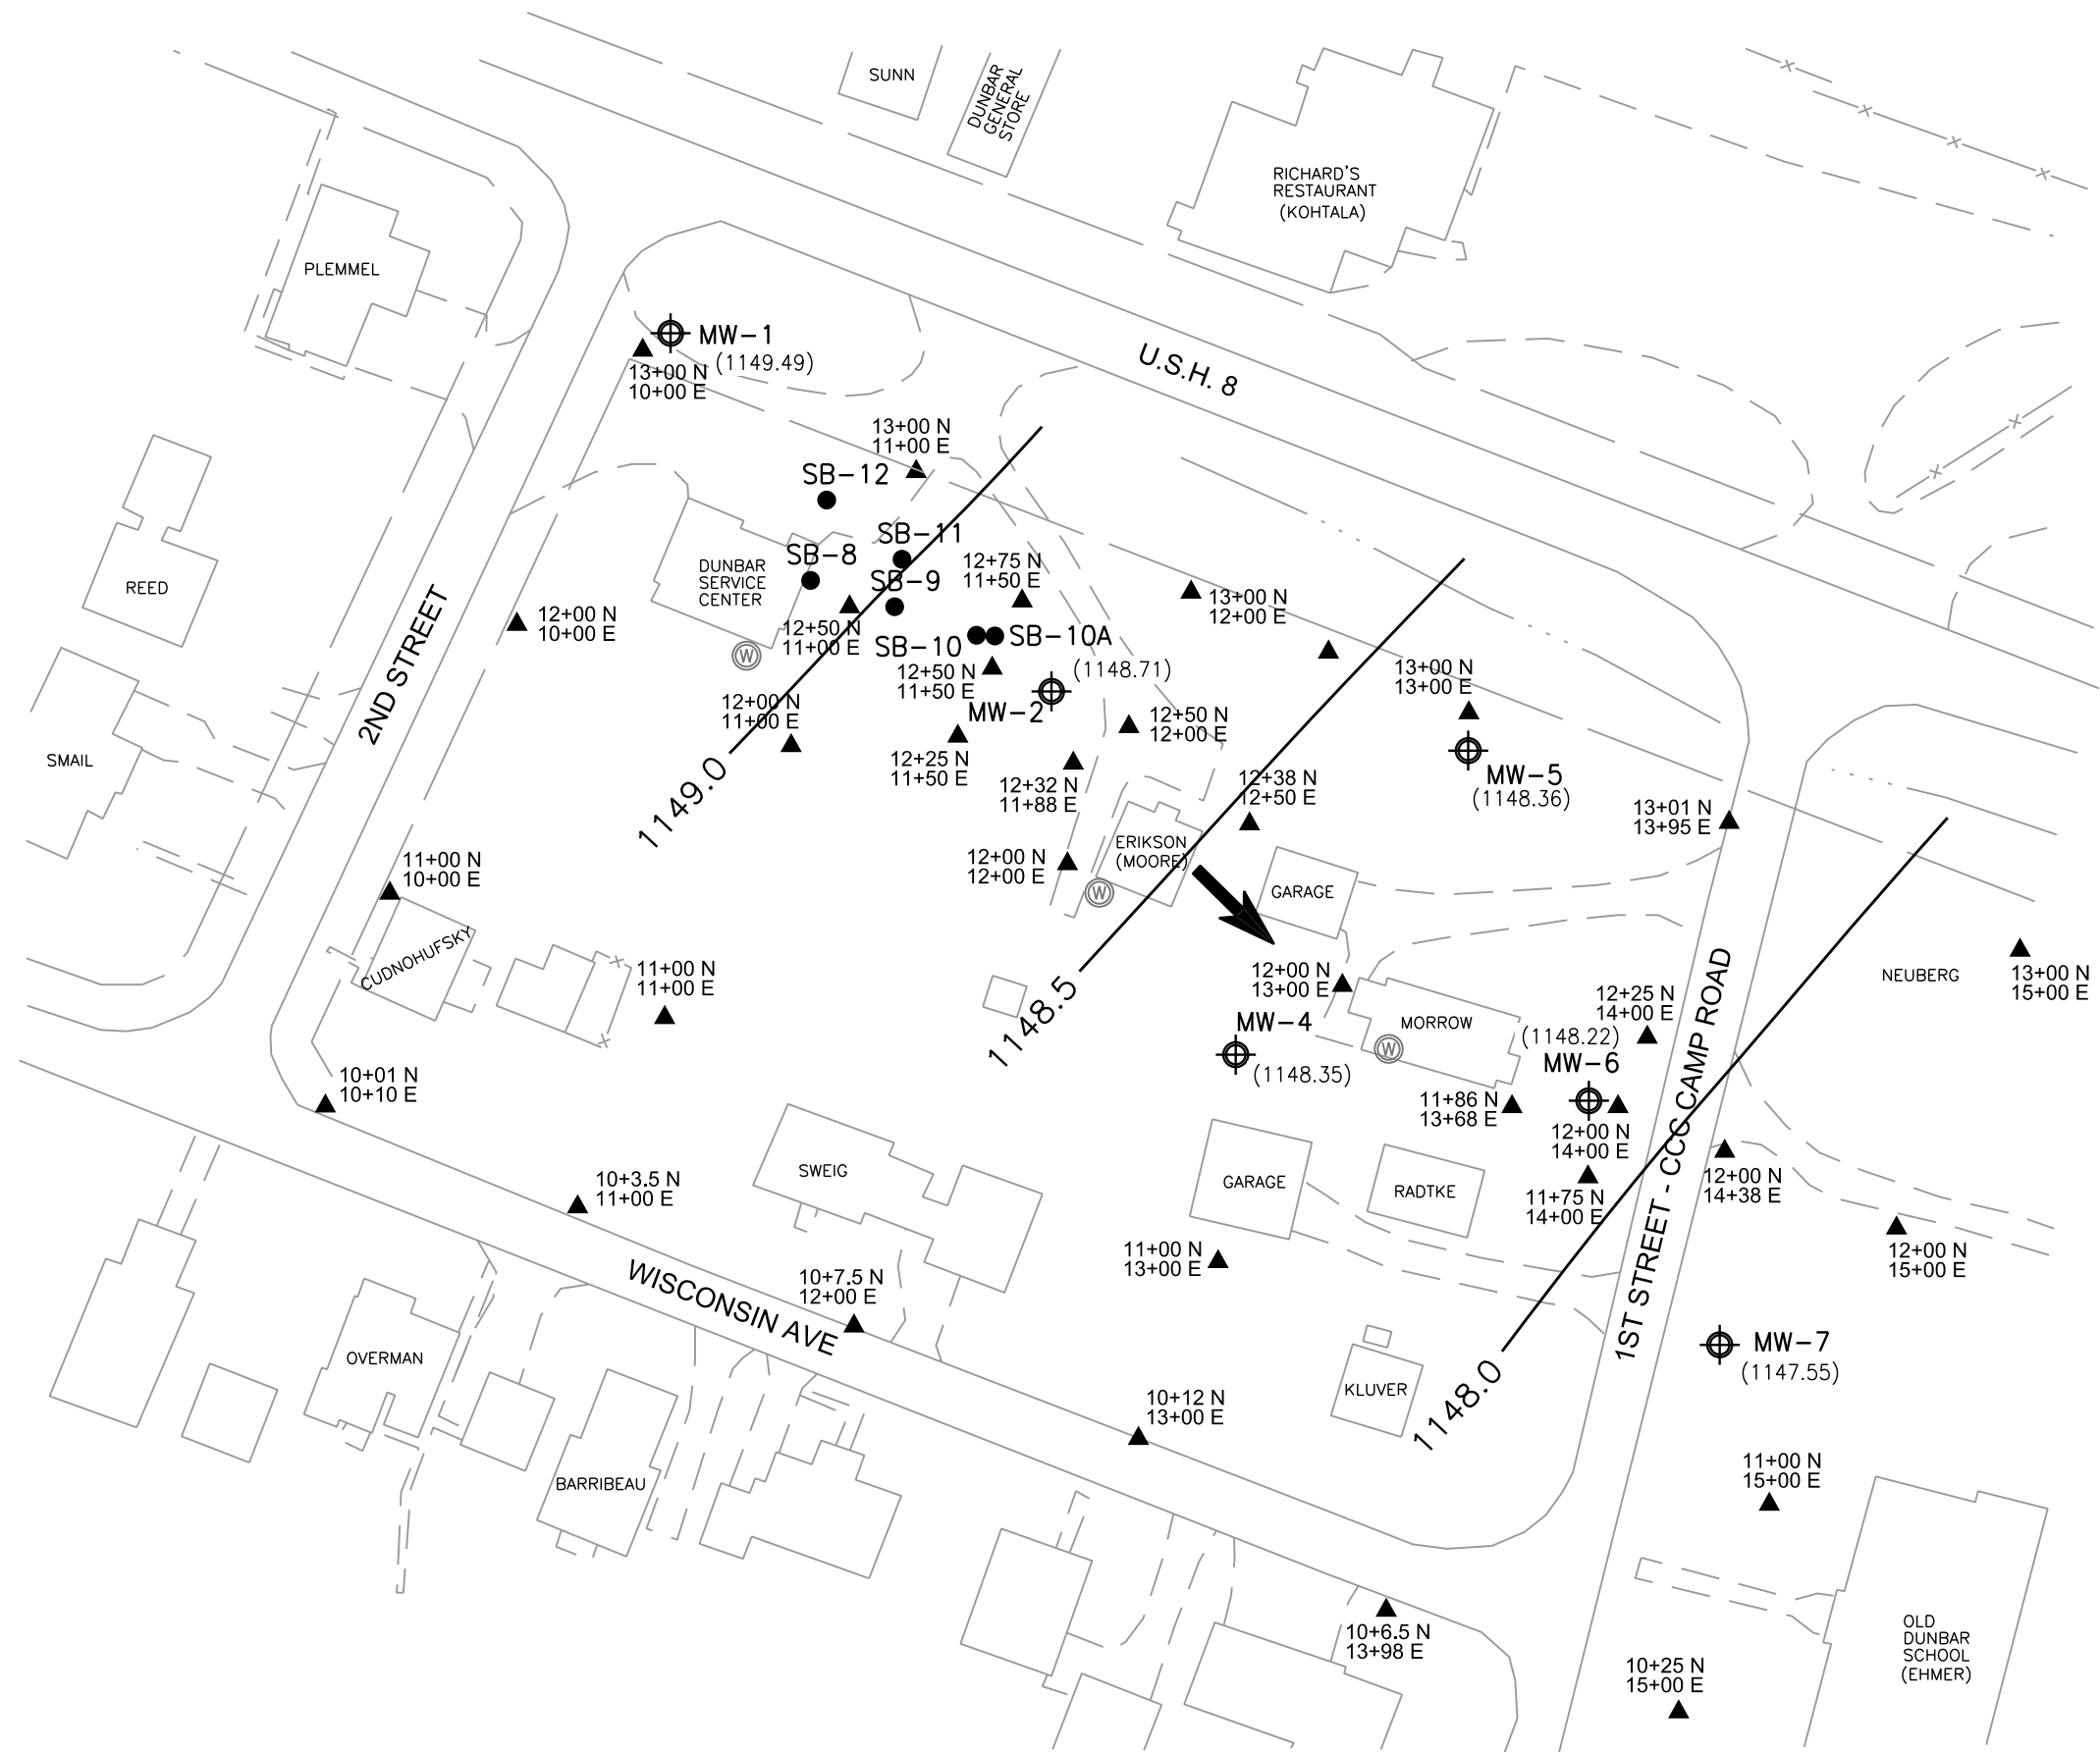 SUNN
DUNBAR
GENERAL
STORE
RICHARD'S
RESTAURANT
(KOHTALA)
PLEMMEL
MW-1
(1149.49)
13+00 N
10+00 E
U.S.H. 8
13+00 N
11+00 E
SB-12
SB-11
SB-8
SB-9
DUNBAR
SERVICE
CENTER
12+75 N
11+50 E
REED
2ND STREET
12+00 N
10+00 E
W
12+50 N
11+00 E
SB-10
SB-10A
13+00 N
12+00 E
(1148.71)
12+50 N
11+50 E
MW-2
13+00 N
13+00 E
12+00 N
11+00 E
12+50 N
12+00 E
SMAIL
12+25 N
11+50 E
12+32 N
11+88 E
12+38 N
12+50 E
MW-5
(1148.36)
1149.0
13+01 N
13+95 E
ERIKSON
(MOORE)
12+00 N
12+00 E
W
GARAGE
11+00 N
10+00 E
CUDNOHUFSKY
11+00 N
11+00 E
12+00 N
13+00 E
NEUBERG
13+00 N
15+00 E
1148.5
MW-4
(1148.35)
MORROW
W
12+25 N
14+00 E
(1148.22)
MW-6
10+01 N
10+10 E
11+86 N
13+68 E
12+00 N
14+00 E
1ST STREET - CCC CAMP ROAD
SWEIG
GARAGE
RADTKE
12+00 N
14+38 E
10+3.5 N
11+00 E
11+75 N
14+00 E
11+00 N
13+00 E
12+00 N
15+00 E
WISCONSIN AVE
10+7.5 N
12+00 E
MW-7
(1147.55)
OVERMAN
KLUVER
1148.0
10+12 N
13+00 E
BARRIBEAU
11+00 N
15+00 E
10+6.5 N
13+98 E
10+25 N
15+00 E
OLD
DUNBAR
SCHOOL
(EHMER)